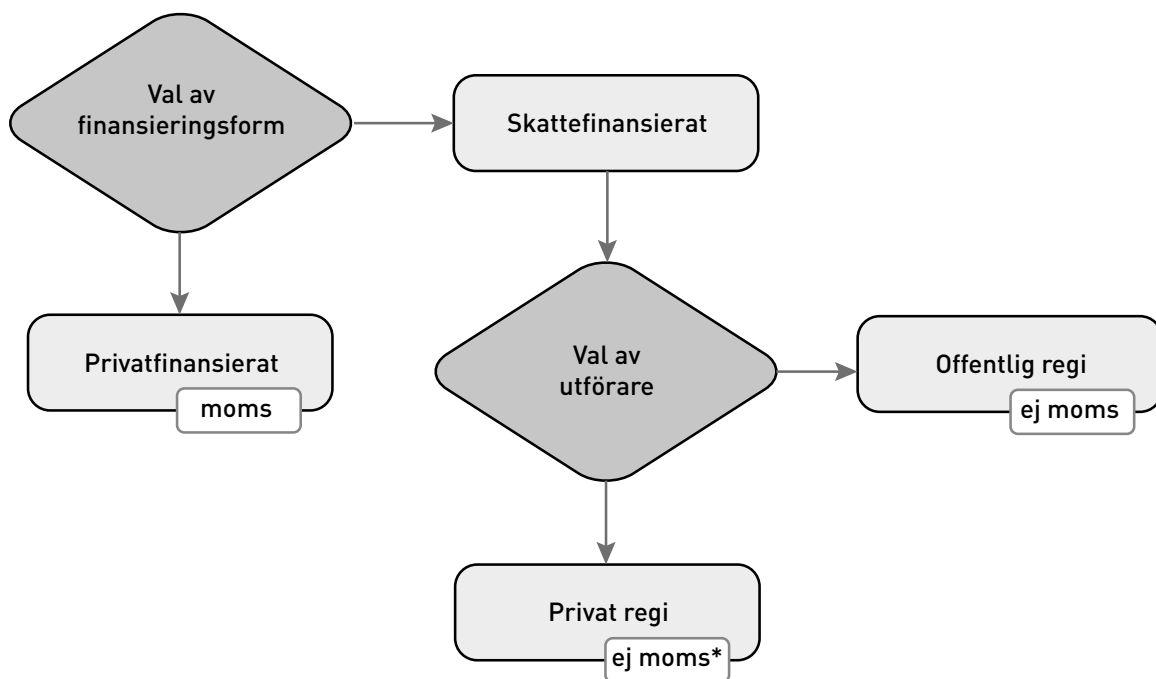 Val av
finansieringsform
Skattefinansierat
Privatfinansierat
moms
Val av
utförare
Offentlig regi
ej moms
Privat regi
ej moms*